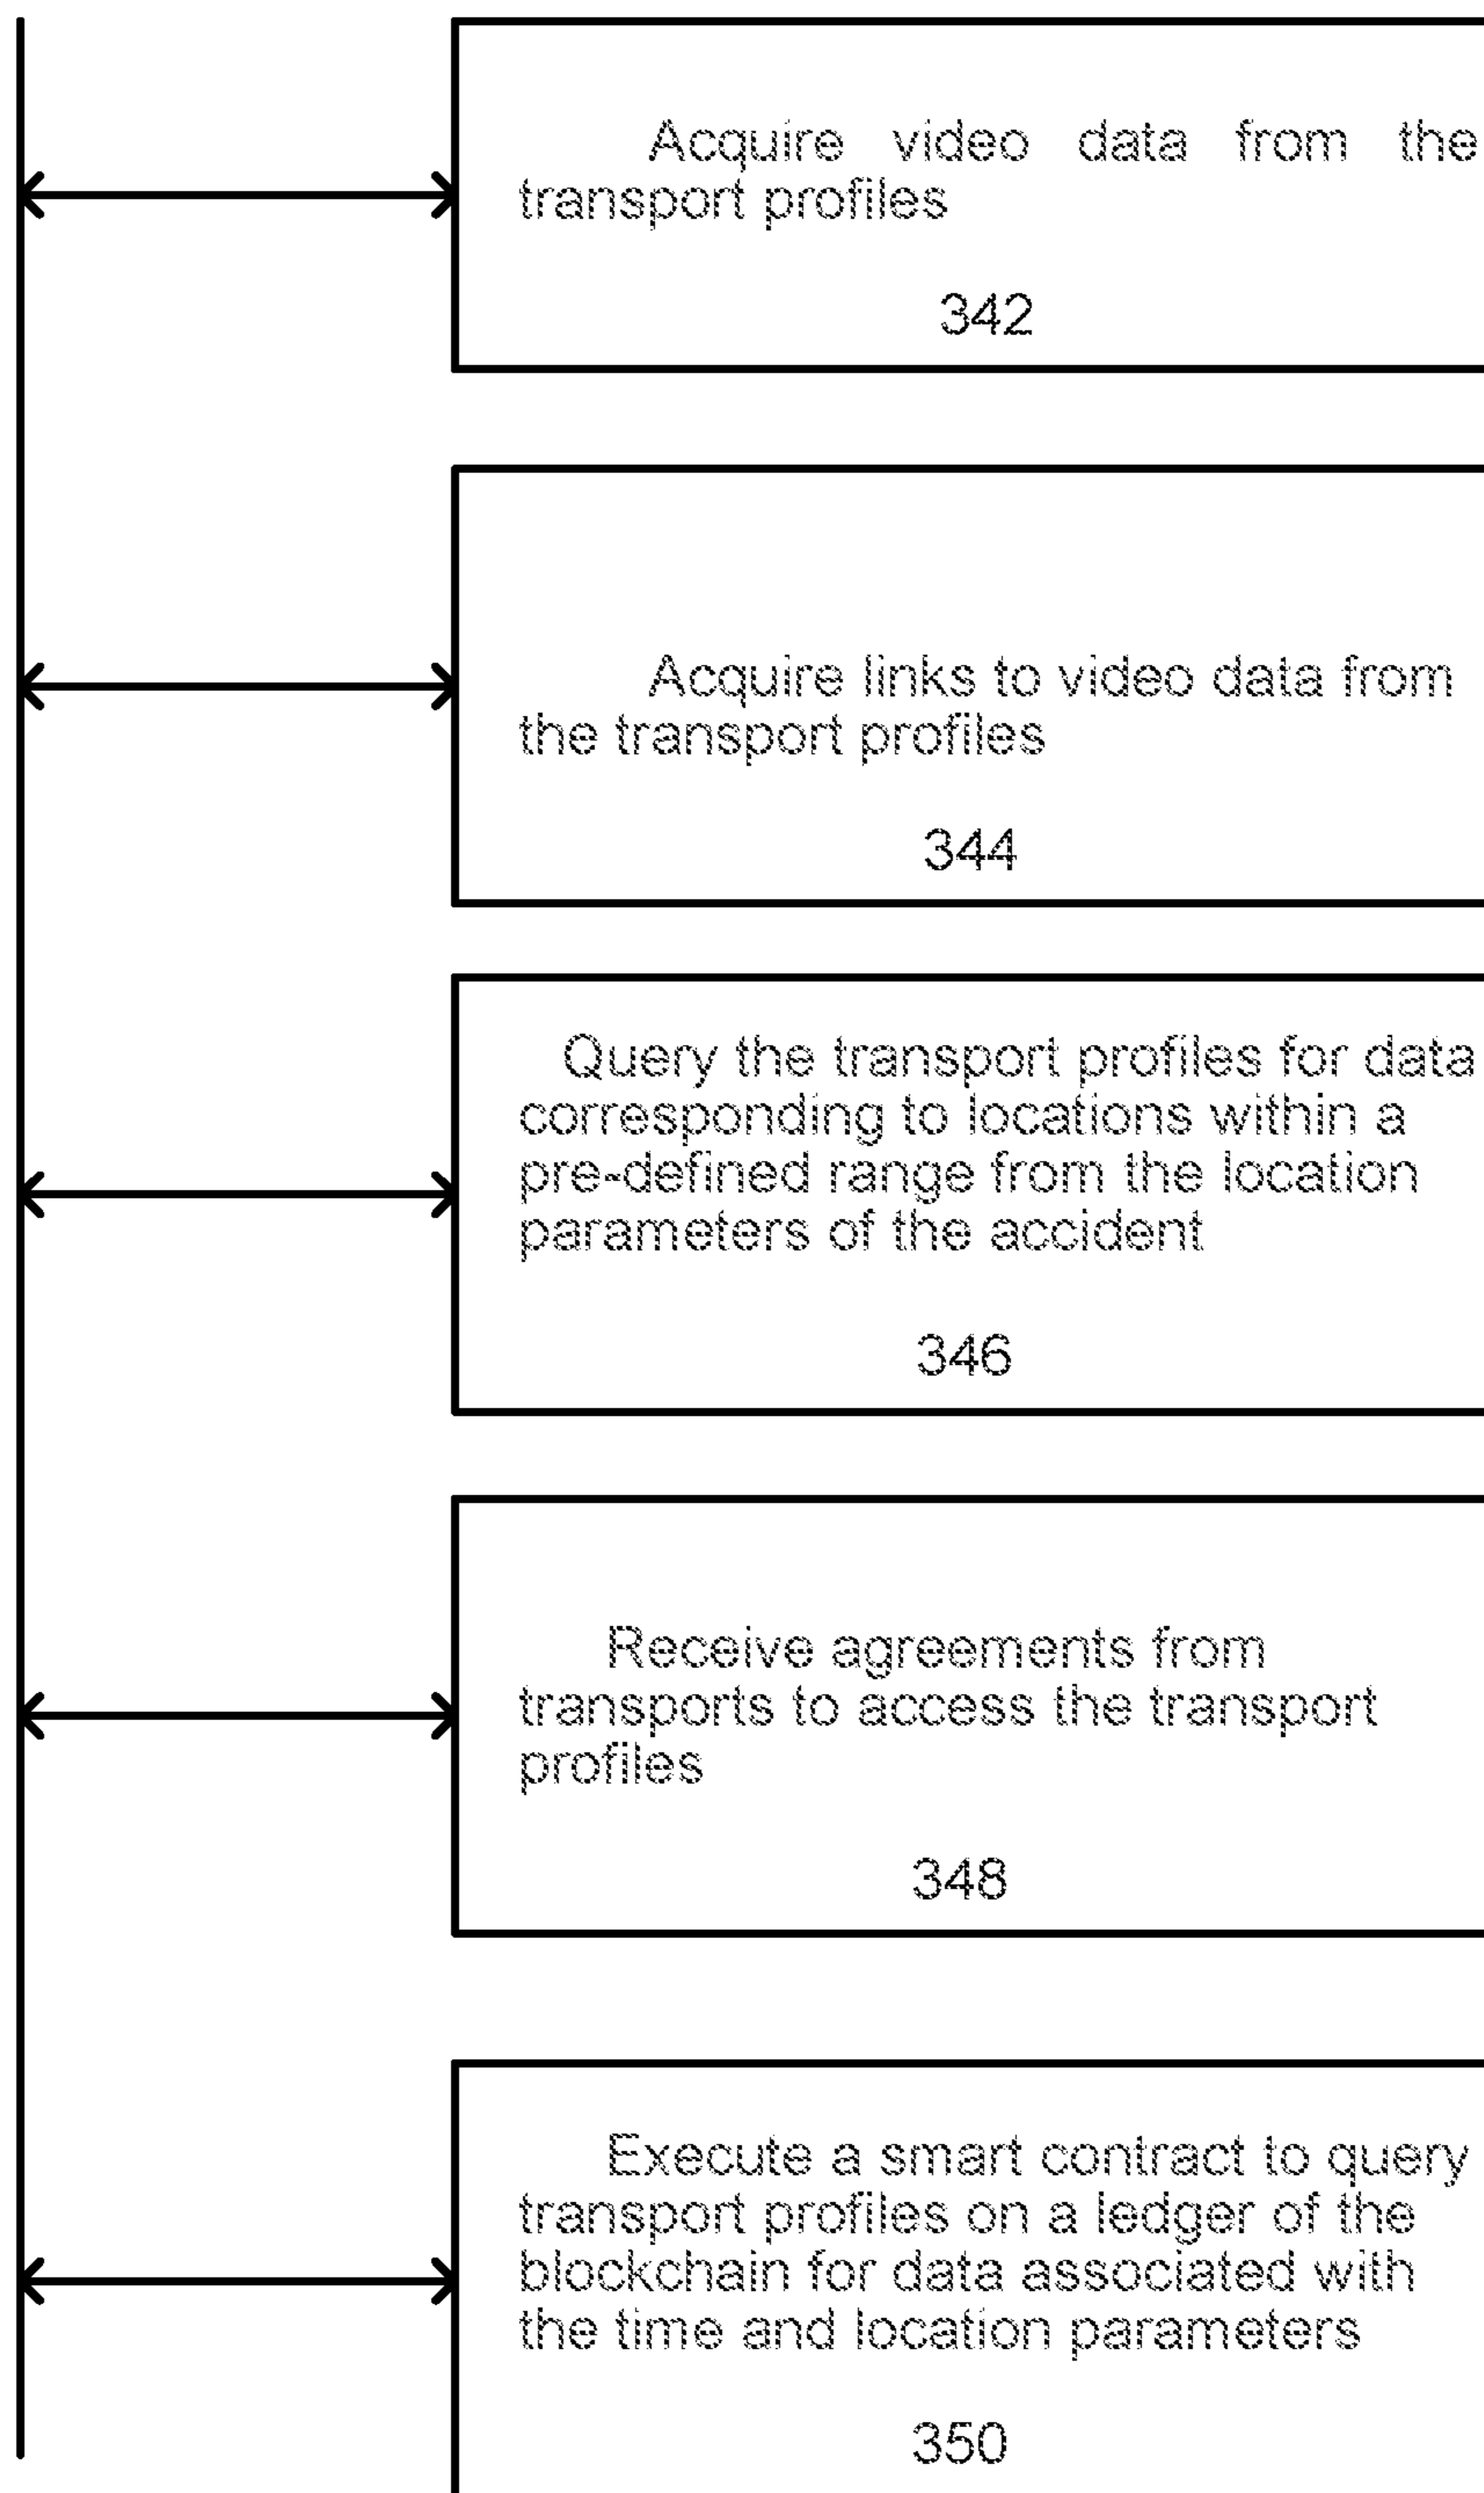 Acquire video data from the
transport profiles
342
Acquire links to video data from
the transport profiles
344
Query the transport profiles for data
corresponding to locations within a
pre-defined range from the location
parameters of the accident
346
Receive agreements from
transports to access the transport
profiles
348
Execute a smart contract to query
transport profiles on a ledger of the
blockchain for data associated with
the time and location parameters
350